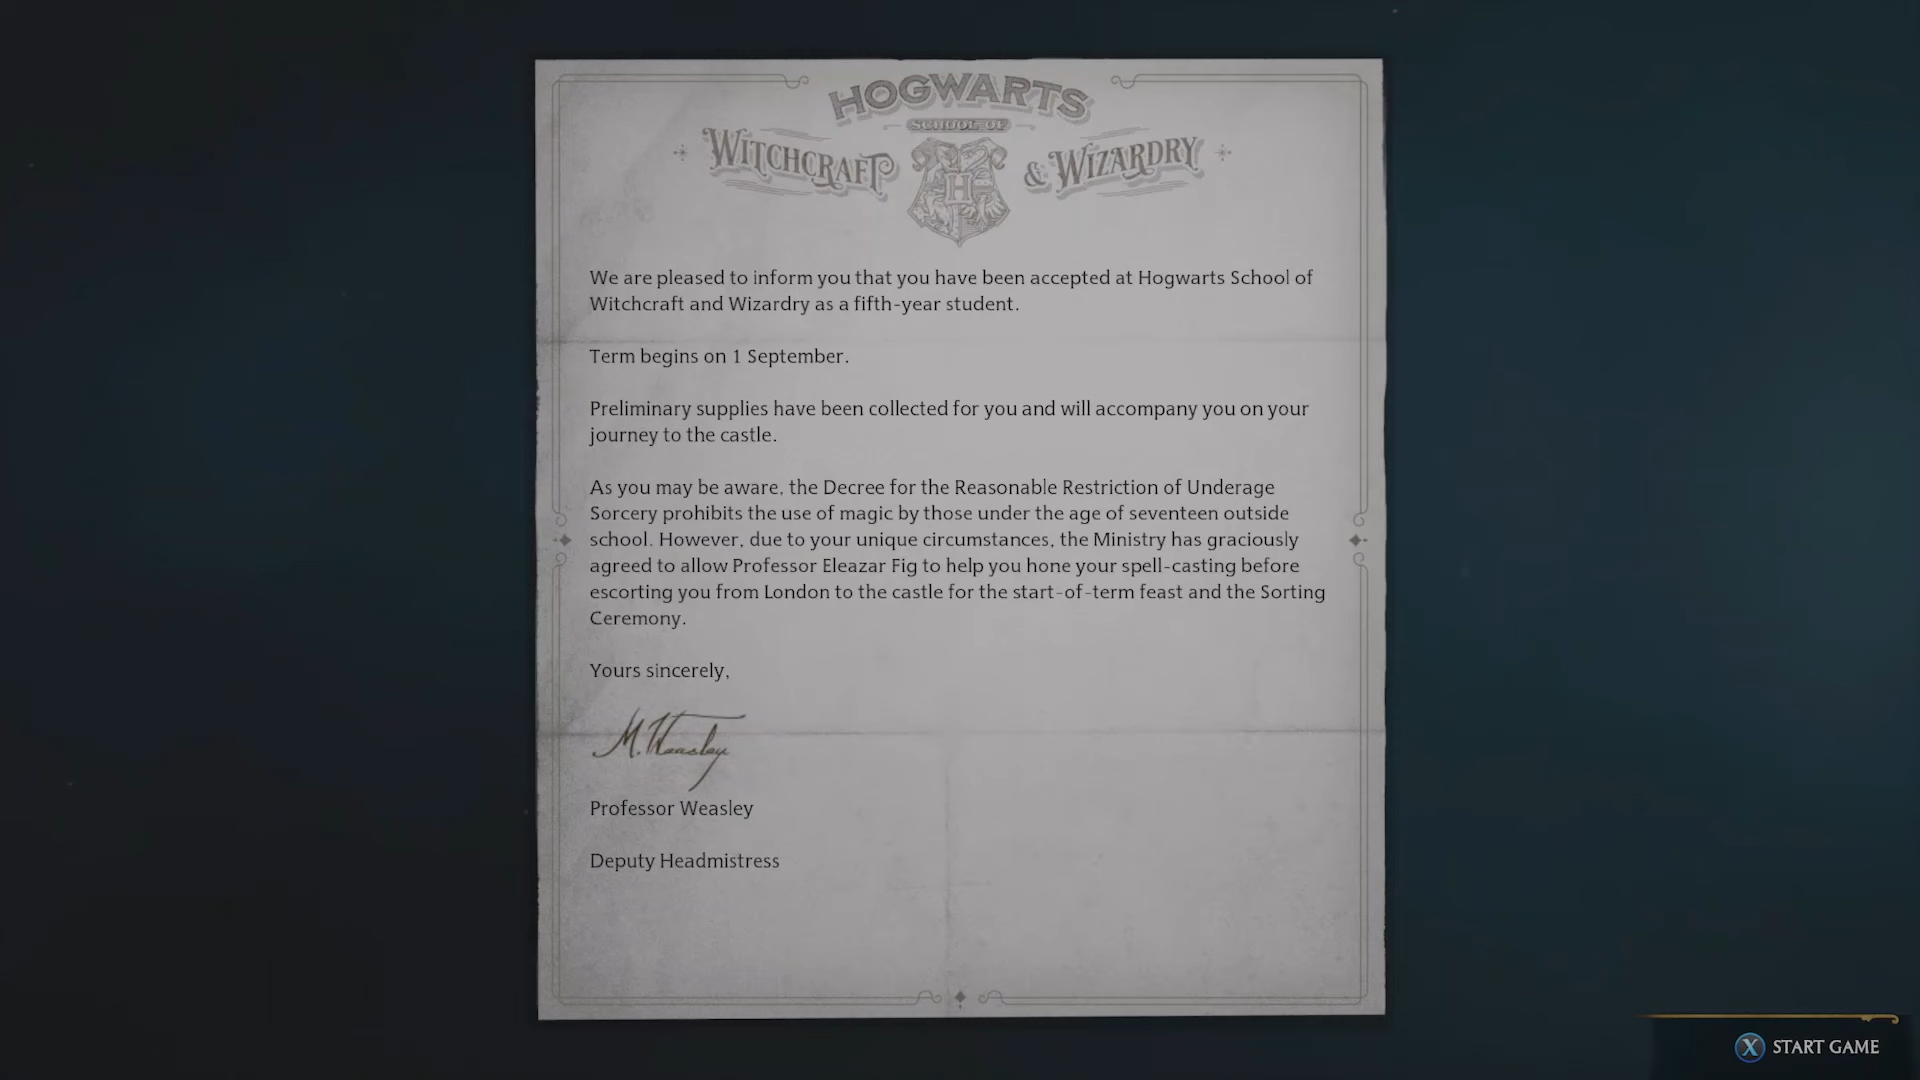 HOGWARTS
SCHOOL OF
WITCHCRAFT & WIZARDRY
H
We are pleased to inform you that you have been accepted at Hogwarts School of
Witchcraft and Wizardry as a fifth-year student.
Term begins on 1 September.
Preliminary supplies have been collected for you and will accompany you on your
journey to the castle.
As you may be aware, the Decree for the Reasonable Restriction of Underage
Sorcery prohibits the use of magic by those under the age of seventeen outside
school. However, due to your unique circumstances, the Ministry has graciously
agreed to allow Professor Eleazar Fig to help you hone your spell-casting before
escorting you from London to the castle for the start-of-term feast and the Sorting
Ceremony.
Yours sincerely,
M. Weasley
Professor Weasley
Deputy Headmistress
X START GAME